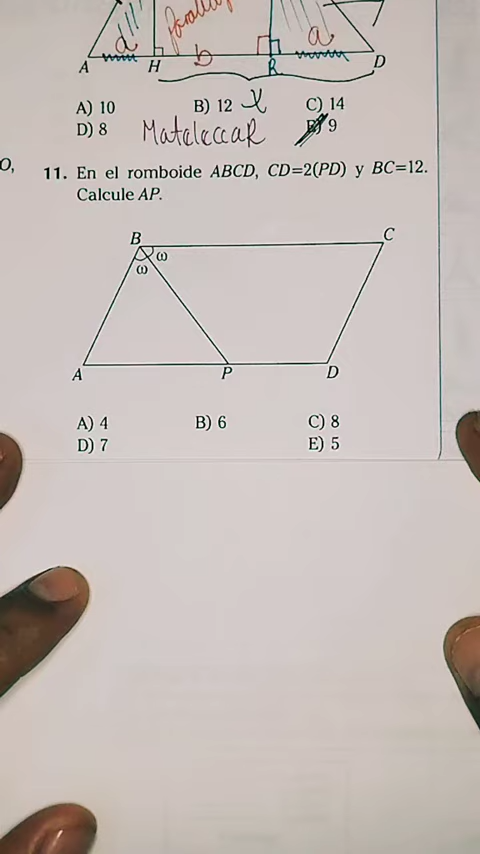 a
b
a
A H R D
A) 10 B) 12 X C) 14
D) 8 Mateleccar E) 9
O,
11. En el romboide ABCD, CD=2(PD) y BC=12.
Calcule AP.
B C
ω
ω
A P D
A) 4 B) 6 C) 8
D) 7 E) 5